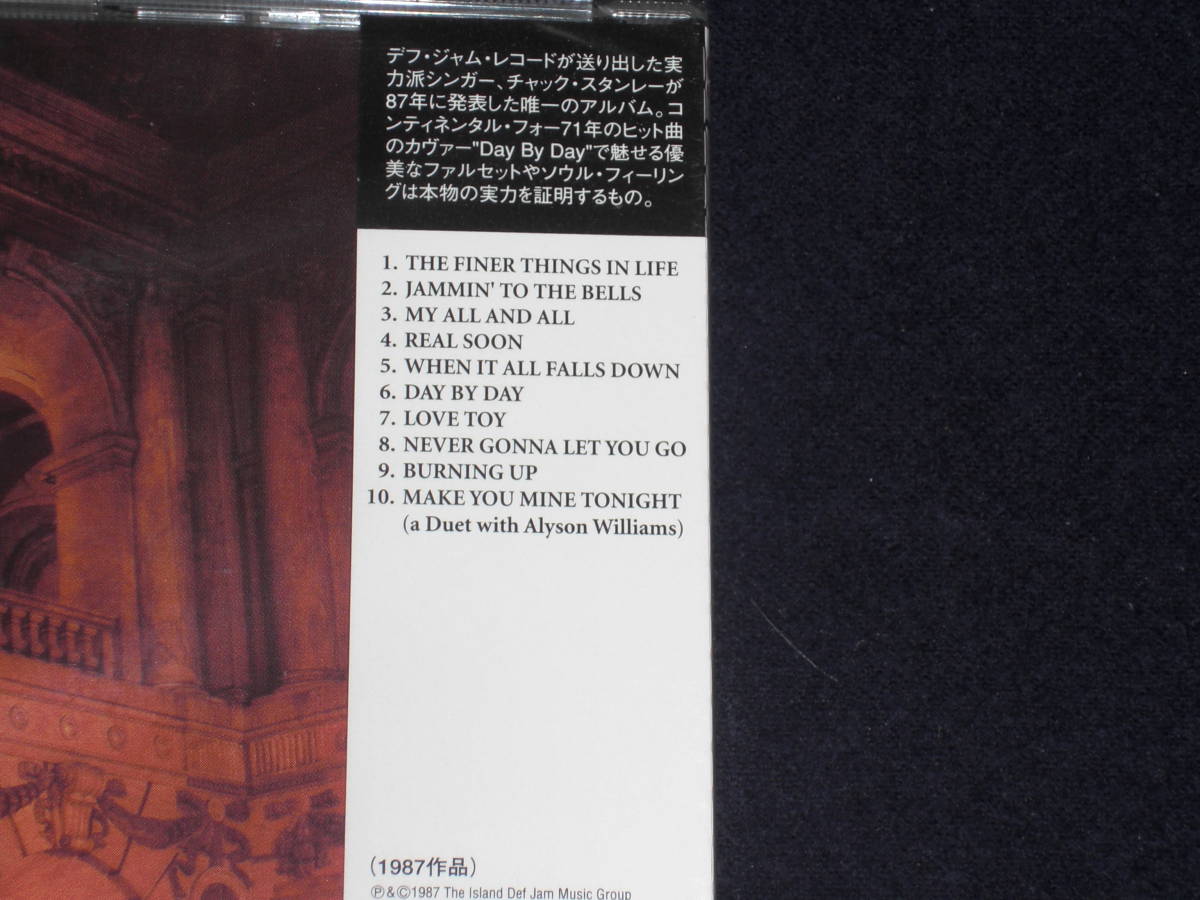 デフ・ジャム・レコードが送り出した実
力派シンガー、チャック・スタンレーが
87年に発表した唯一のアルバム。コ
ンティネンタル・フォー71年のヒット曲
のカヴァー"Day By Day"で魅せる優
美なファルセットやソウル・フィーリン
グは本物の実力を証明するもの。
1. THE FINER THINGS IN LIFE
2. JAMMIN' TO THE BELLS
3. MY ALL AND ALL
4. REAL SOON
5. WHEN IT ALL FALLS DOWN
6. DAY BY DAY
7. LOVE TOY
8. NEVER GONNA LET YOU GO
9. BURNING UP
10. MAKE YOU MINE TONIGHT
(a Duet with Alyson Williams)
(1987作品)
Ⓟ&©1987 The Island Def Jam Music Group